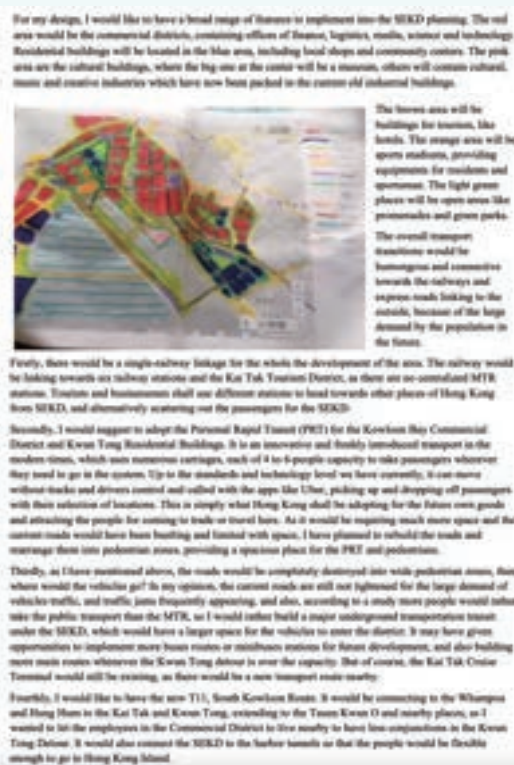 For my design, I would like to have a broad range of features to implement into the SEKD planning. The red
area would be the commercial districts, containing offices of finance, logistics, media, science and technology.
Residential buildings will be located in the blue area, including local shops and community centers. The pink
area are the cultural buildings, where the big one at the center will be a museum, others will contain cultural,
music and creative industries which have now been packed in the current old industrial buildings.
The brown area will be
buildings for tourism, like
hotels. The orange area will be
sports stadiums, providing
equipments for residents and
sportsmen. The light green
places will be open areas like
promenades and green parks.
The overall transport
transitions would be
humongous and connective
towards the railways and
express roads linking to the
outside, because of the large
demand by the population in
the future.
Firstly, there would be a single-railway linkage for the whole the development of the area. The railway would
be linking towards six railway stations and the Kai Tak Tourism District, as there are no centralized MTR
stations. Tourists and businessmen shall use different stations to head towards other places of Hong Kong
from SEKD, and alternatively scattering out the passengers for the SEKD.
Secondly, I would suggest to adopt the Personal Rapid Transit (PRT) for the Kowloon Bay Commercial
District and Kwun Tong Residential Buildings. It is an innovative and freshly introduced transport in the
modern times, which uses numerous carriages, each of 4 to 6-people capacity to take passengers wherever
they need to go in the system. Up to the standards and technology level we have currently, it can move
without tracks and drivers control and called with the apps like Uber, picking up and dropping off passengers
with their selection of locations. This is simply what Hong Kong shall be adopting for the future own goods
and attracting the people for coming to trade or travel here. As it would be requiring much more space and the
current roads would have been bustling and limited with space, I have planned to rebuild the roads and
rearrange them into pedestrian zones, providing a spacious place for the PRT and pedestrians.
Thirdly, as I have mentioned above, the roads would be completely destroyed into wide pedestrian zones, then
where would the vehicles go? In my opinion, the current roads are still not tightened for the large demand of
vehicles traffic, and traffic jams frequently appearing, and also, according to a study more people would rather
take the public transport than the MTR, so I would rather build a major underground transportation transit
under the SEKD, which would have a larger space for the vehicles to enter the district. It may have given
opportunities to implement more buses routes or minibuses stations for future development, and also building
more main routes whenever the Kwun Tong detour is over the capacity. But of course, the Kai Tak Cruise
Terminal would still be existing, as there would be a new transport route nearby.
Fourthly, I would like to have the new T11, South Kowloon Route. It would be connecting to the Whampoa
and Hung Hom to the Kai Tak and Kwun Tong, extending to the Tseun Kwan O and nearby places, as I
wanted to let the employees in the Commercial District to live nearby to have less conjunctions in the Kwun
Tong Detour. It would also connect the SEKD to the harbor tunnels so that the people would be flexible
enough to go to Hong Kong Island.